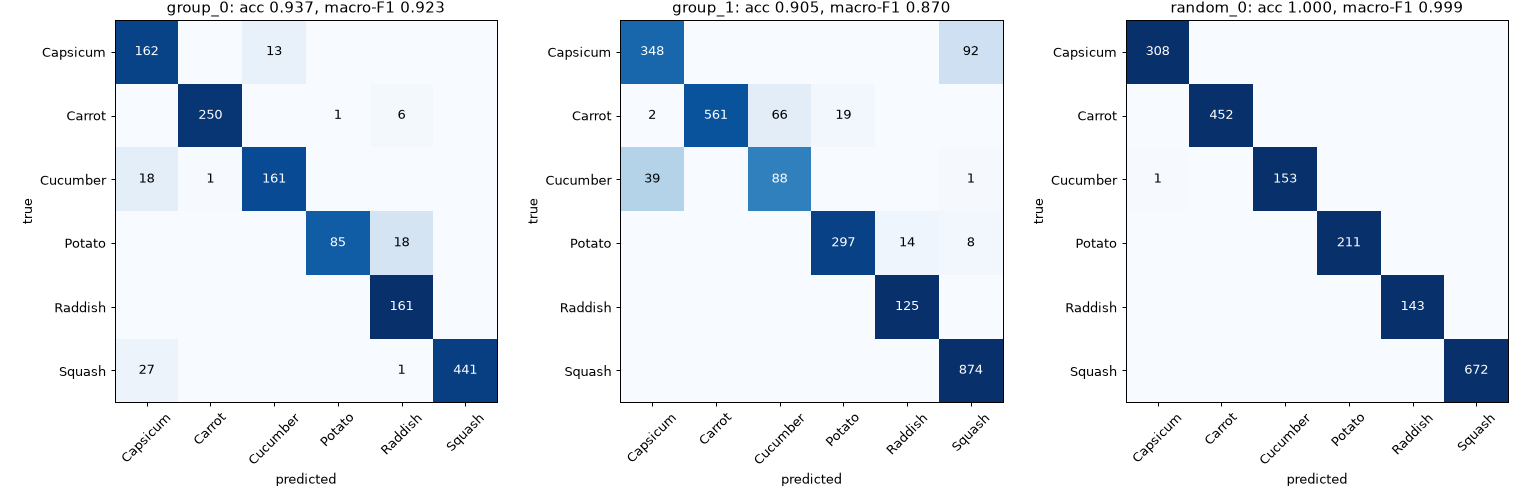 group_0: acc 0.937, macro-F1 0.923
Capsicum 162 13
Carrot 250 1 6
Cucumber 18 1 161
Potato 85 18
Raddish 161
Squash 27 1 441
true
Capsicum Carrot Cucumber Potato Raddish Squash
predicted
group_1: acc 0.905, macro-F1 0.870
Capsicum 348 92
Carrot 2 561 66 19
Cucumber 39 88 1
Potato 297 14 8
Raddish 125
Squash 874
true
Capsicum Carrot Cucumber Potato Raddish Squash
predicted
random_0: acc 1.000, macro-F1 0.999
Capsicum 308
Carrot 452
Cucumber 1 153
Potato 211
Raddish 143
Squash 672
true
Capsicum Carrot Cucumber Potato Raddish Squash
predicted